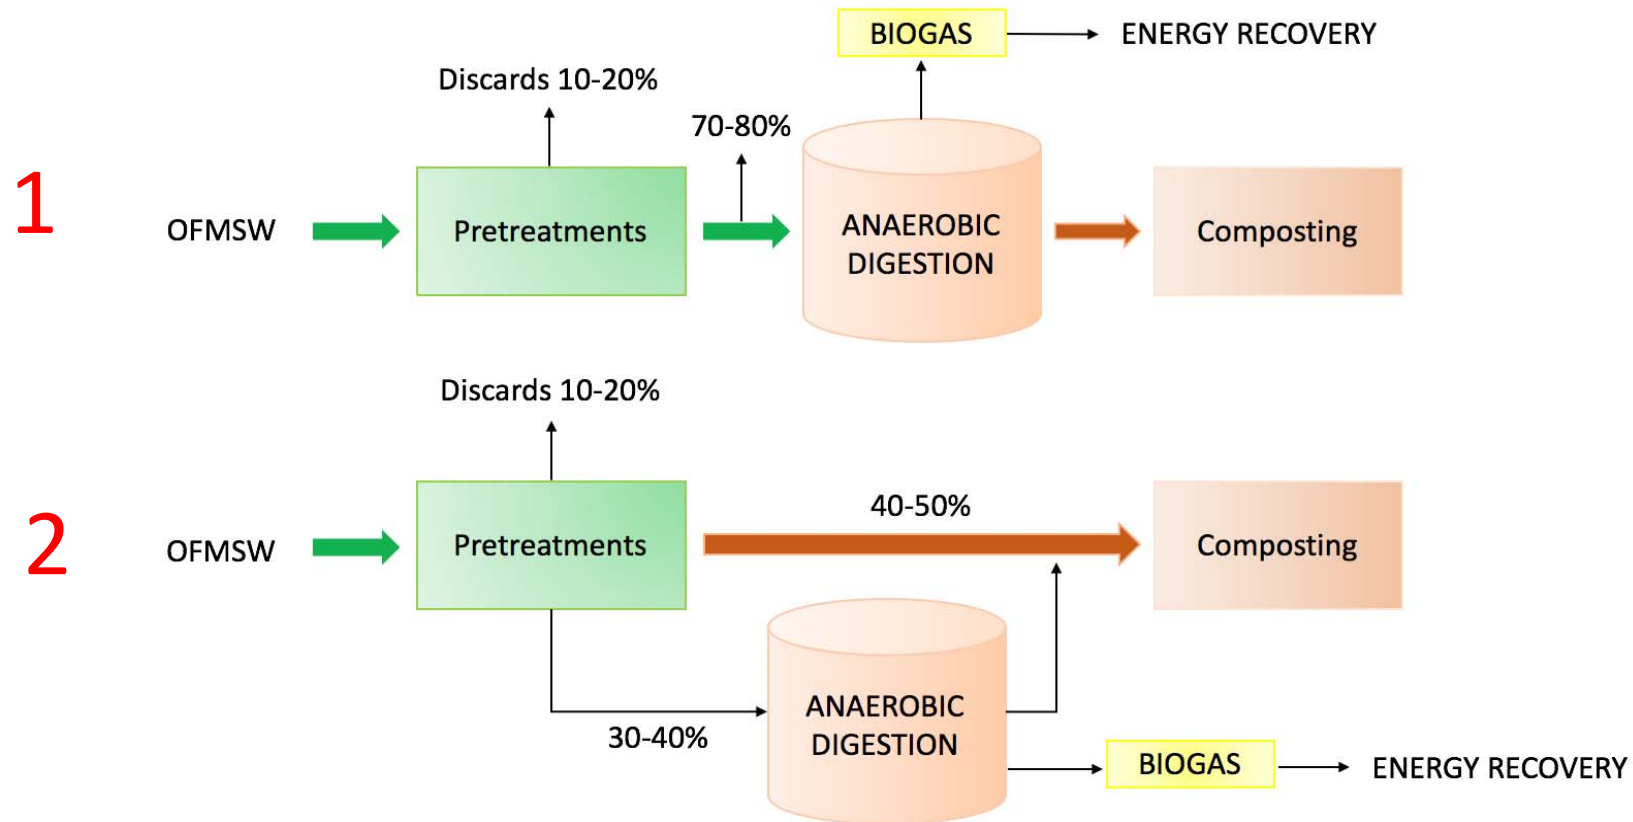 1
BIOGAS
ENERGY RECOVERY
Discards 10-20%
70-80%
OFMSW
Pretreatments
ANAEROBIC
DIGESTION
Composting
2
Discards 10-20%
OFMSW
Pretreatments
40-50%
Composting
30-40%
ANAEROBIC
DIGESTION
BIOGAS
ENERGY RECOVERY